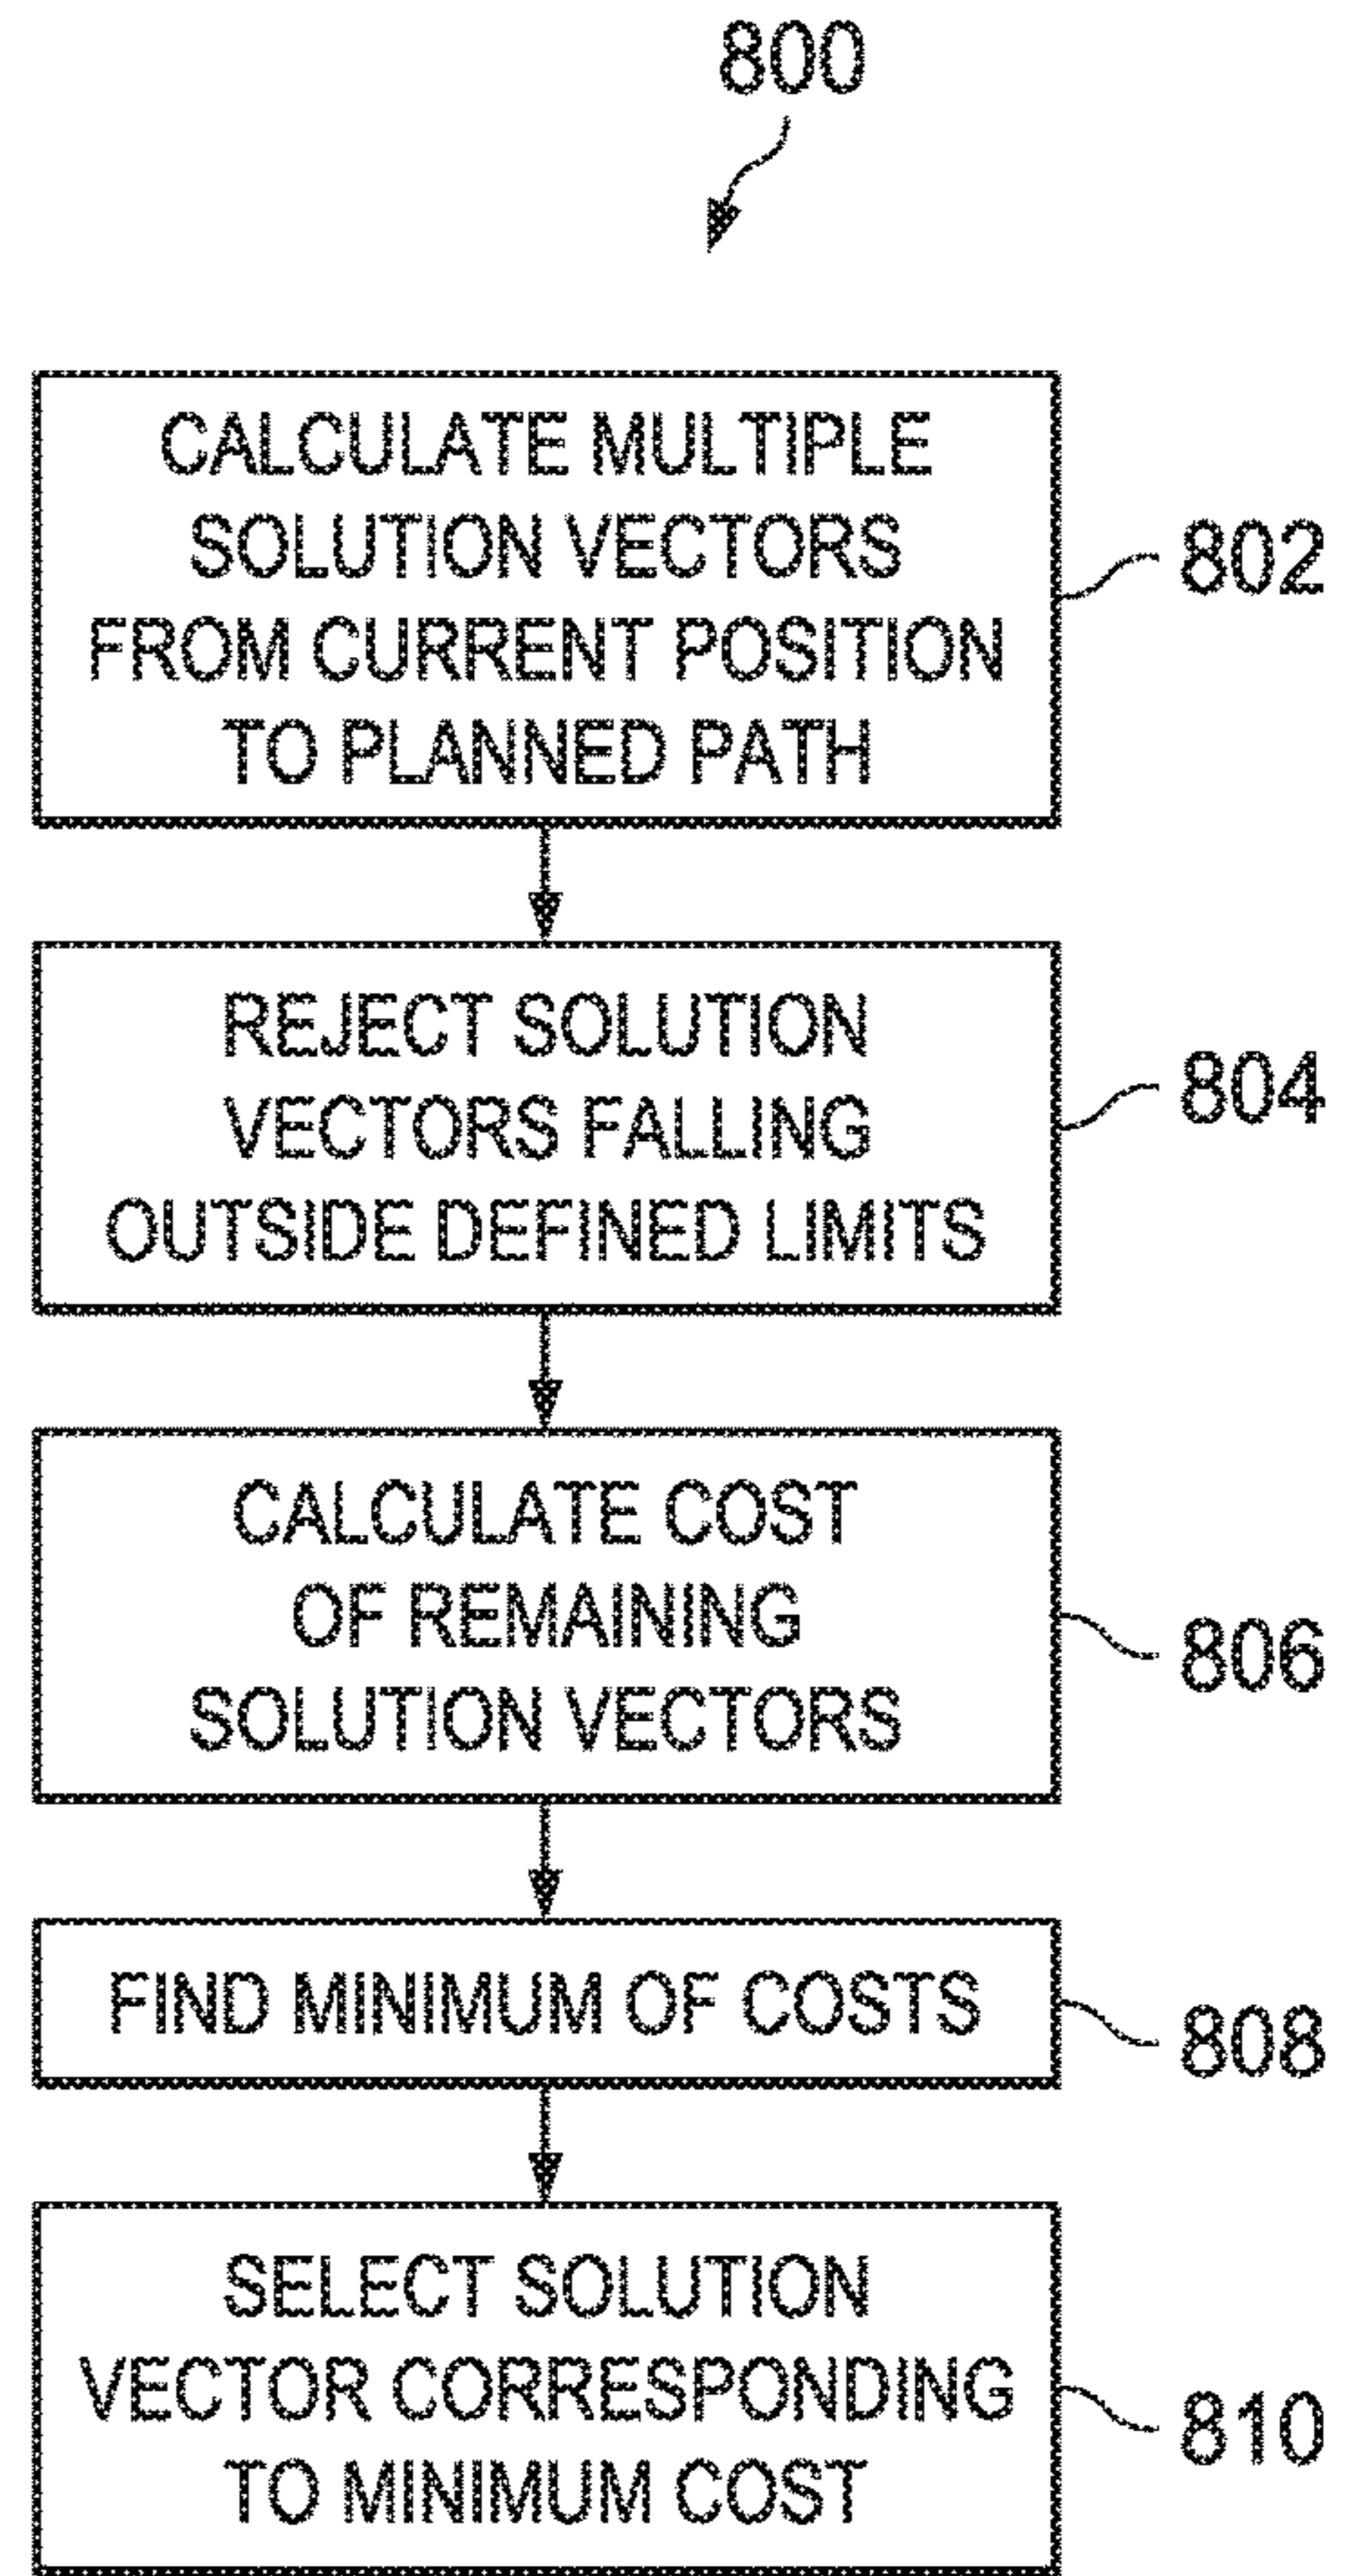 800
CALCULATE MULTIPLE
SOLUTION VECTORS
FROM CURRENT POSITION
TO PLANNED PATH
802
REJECT SOLUTION
VECTORS FALLING
OUTSIDE DEFINED LIMITS
804
CALCULATE COST
OF REMAINING
SOLUTION VECTORS
806
FIND MINIMUM OF COSTS
808
SELECT SOLUTION
VECTOR CORRESPONDING
TO MINIMUM COST
810